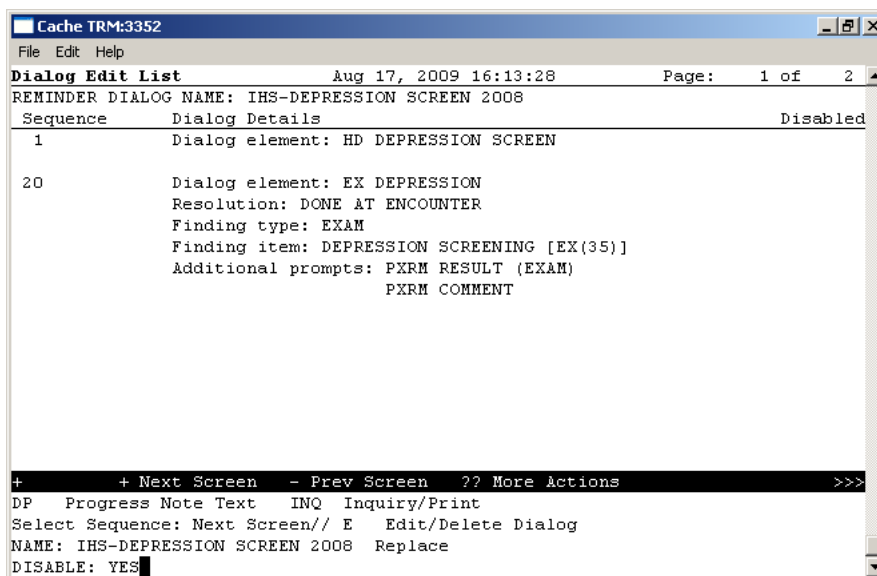 Cache TRM:3352
File Edit Help
Dialog Edit List Aug 17, 2009 16:13:28 Page: 1 of 2
REMINDER DIALOG NAME: IHS-DEPRESSION SCREEN 2008
Sequence Dialog Details Disabled
1 Dialog element: HD DEPRESSION SCREEN
20 Dialog element: EX DEPRESSION
Resolution: DONE AT ENCOUNTER
Finding type: EXAM
Finding item: DEPRESSION SCREENING [EX(35)]
Additional prompts: PXRM RESULT (EXAM)
PXRM COMMENT
+ + Next Screen - Prev Screen ?? More Actions >>>
DP Progress Note Text INQ Inquiry/Print
Select Sequence: Next Screen// E Edit/Delete Dialog
NAME: IHS-DEPRESSION SCREEN 2008 Replace
DISABLE: YES